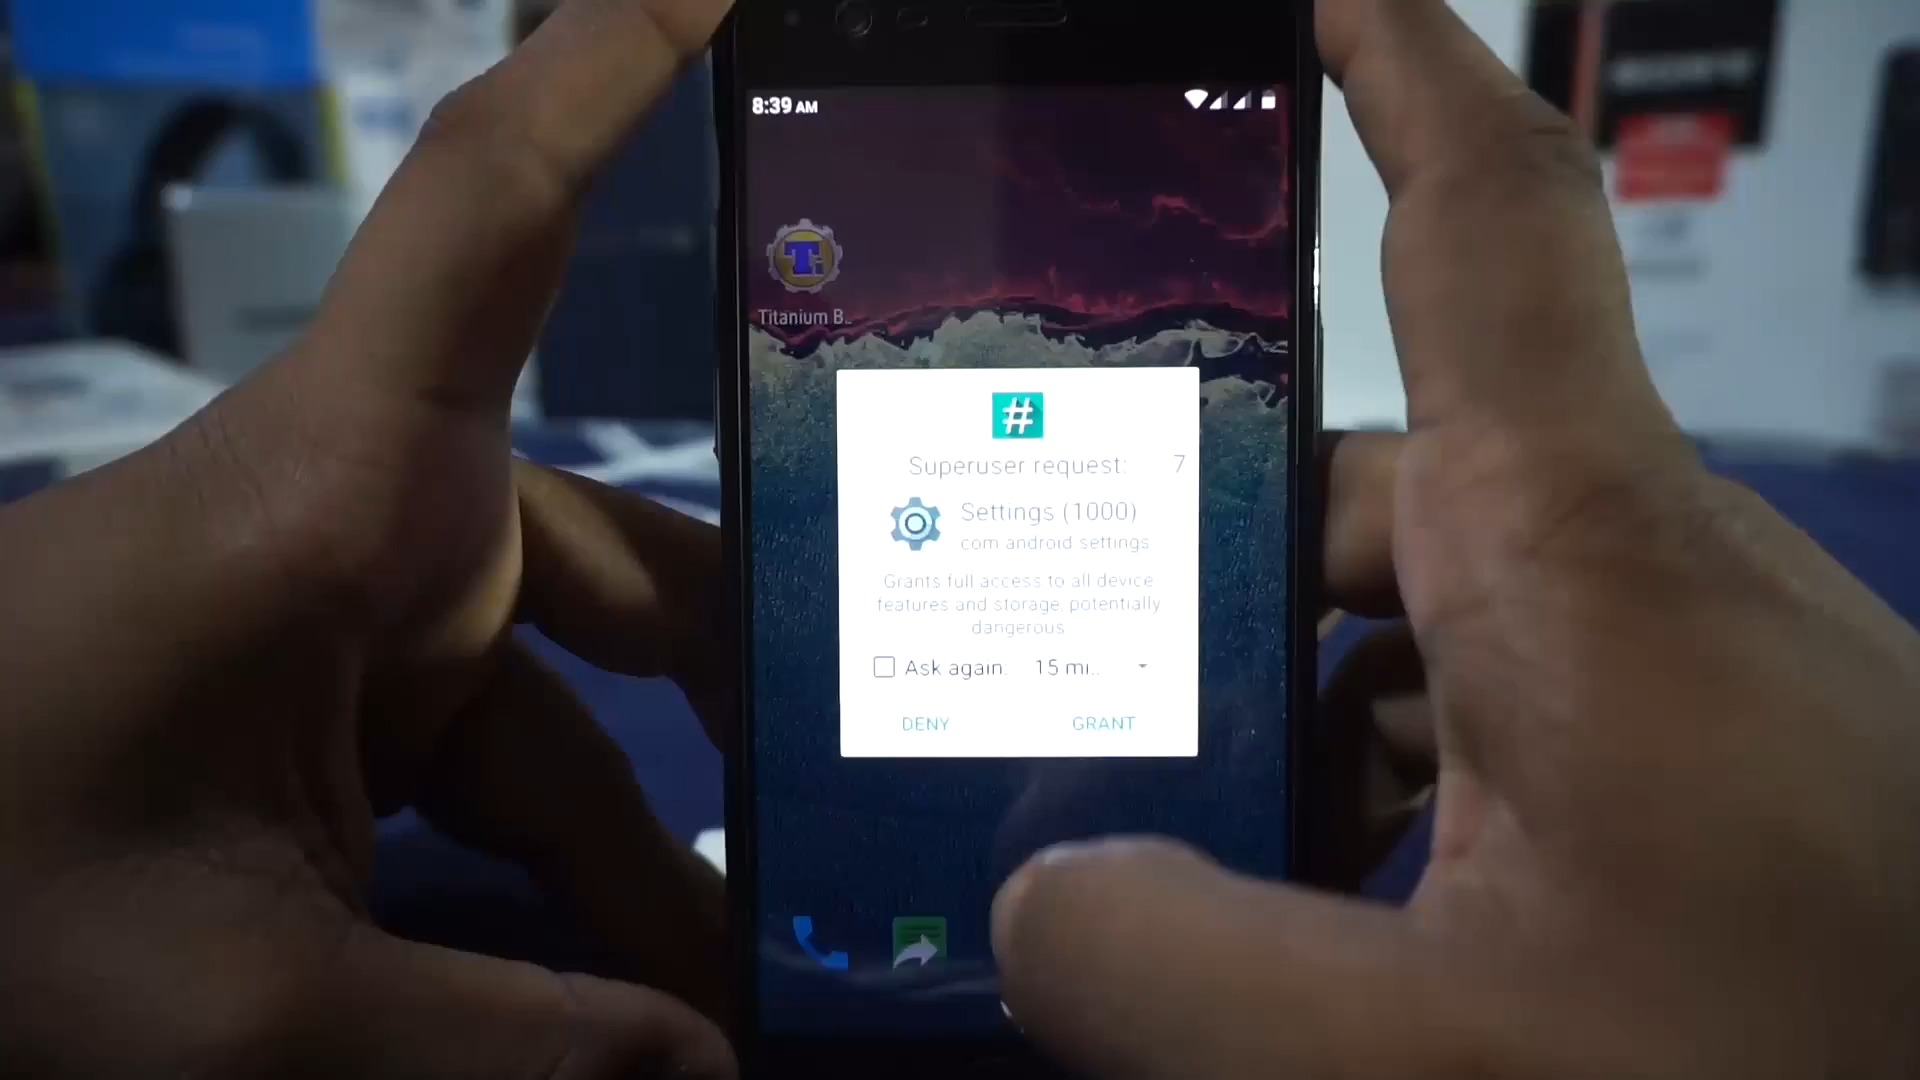 8:39 AM
Titanium B..
#
Superuser request: 7
Settings (1000)
com android settings
Grants full access to all device
features and storage, potentially
dangerous
Ask again. 15 mi..
DENY GRANT